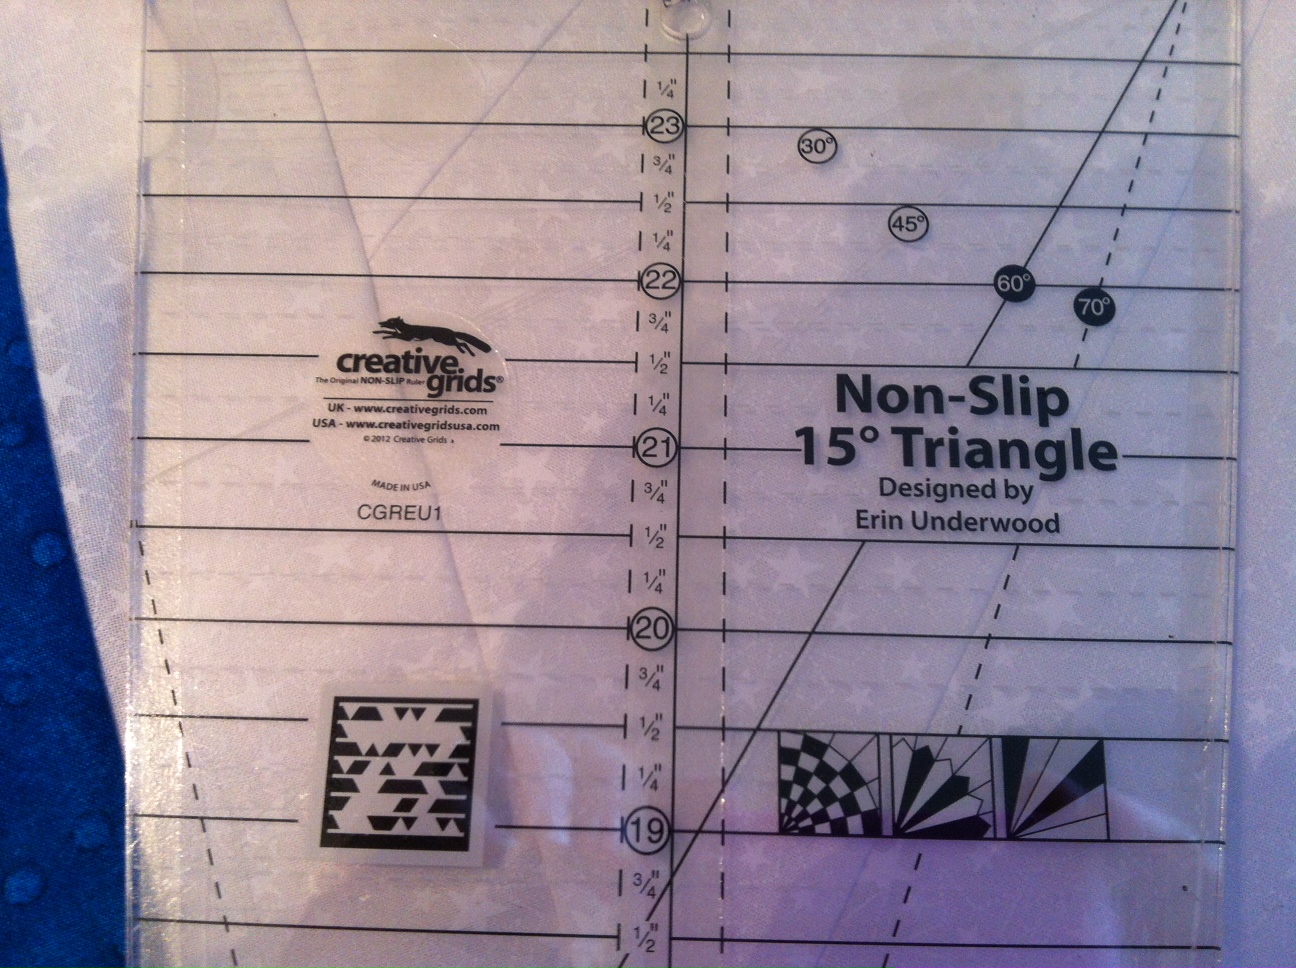 1/4"
23
30°
3/4"
1/2"
45°
1/4"
22
60°
70°
3/4"
creative
grids®
The Original NON-SLIP Ruler
1/2"
Non-Slip
15° Triangle
Designed by
Erin Underwood
UK - www.creativegrids.com
USA - www.creativegridsusa.com
© 2012 Creative Grids
1/4"
21
MADE IN USA
CGREU1
3/4"
1/2"
1/4"
20
3/4"
1/2"
1/4"
19
3/4"
1/2"